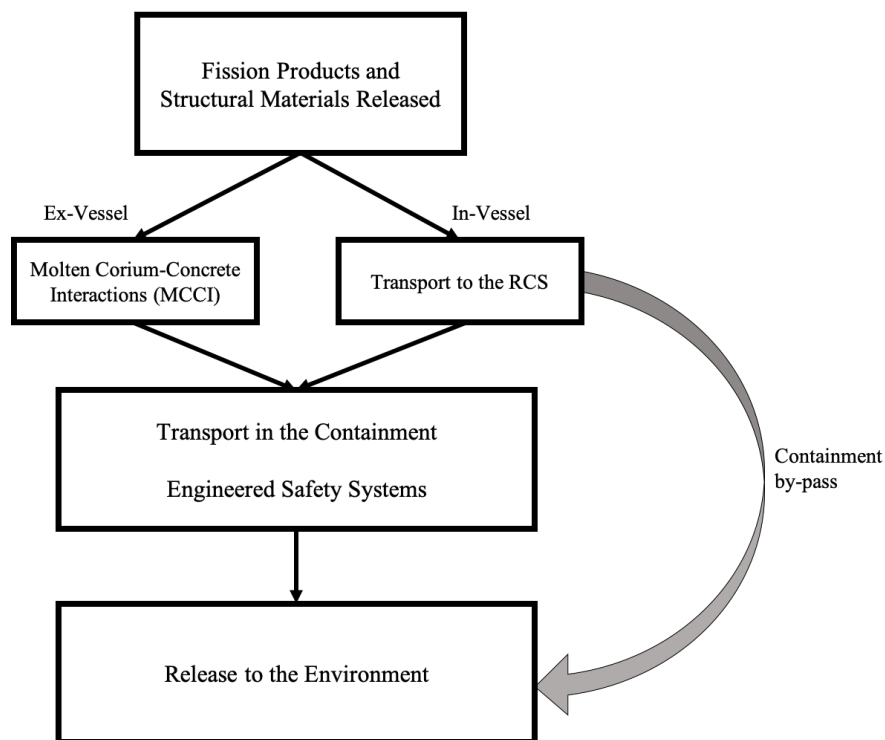 Fission Products and
Structural Materials Released
Ex-Vessel
In-Vessel
Molten Corium-Concrete
Interactions (MCCI)
Transport to the RCS
Transport in the Containment
Engineered Safety Systems
Containment
by-pass
Release to the Environment